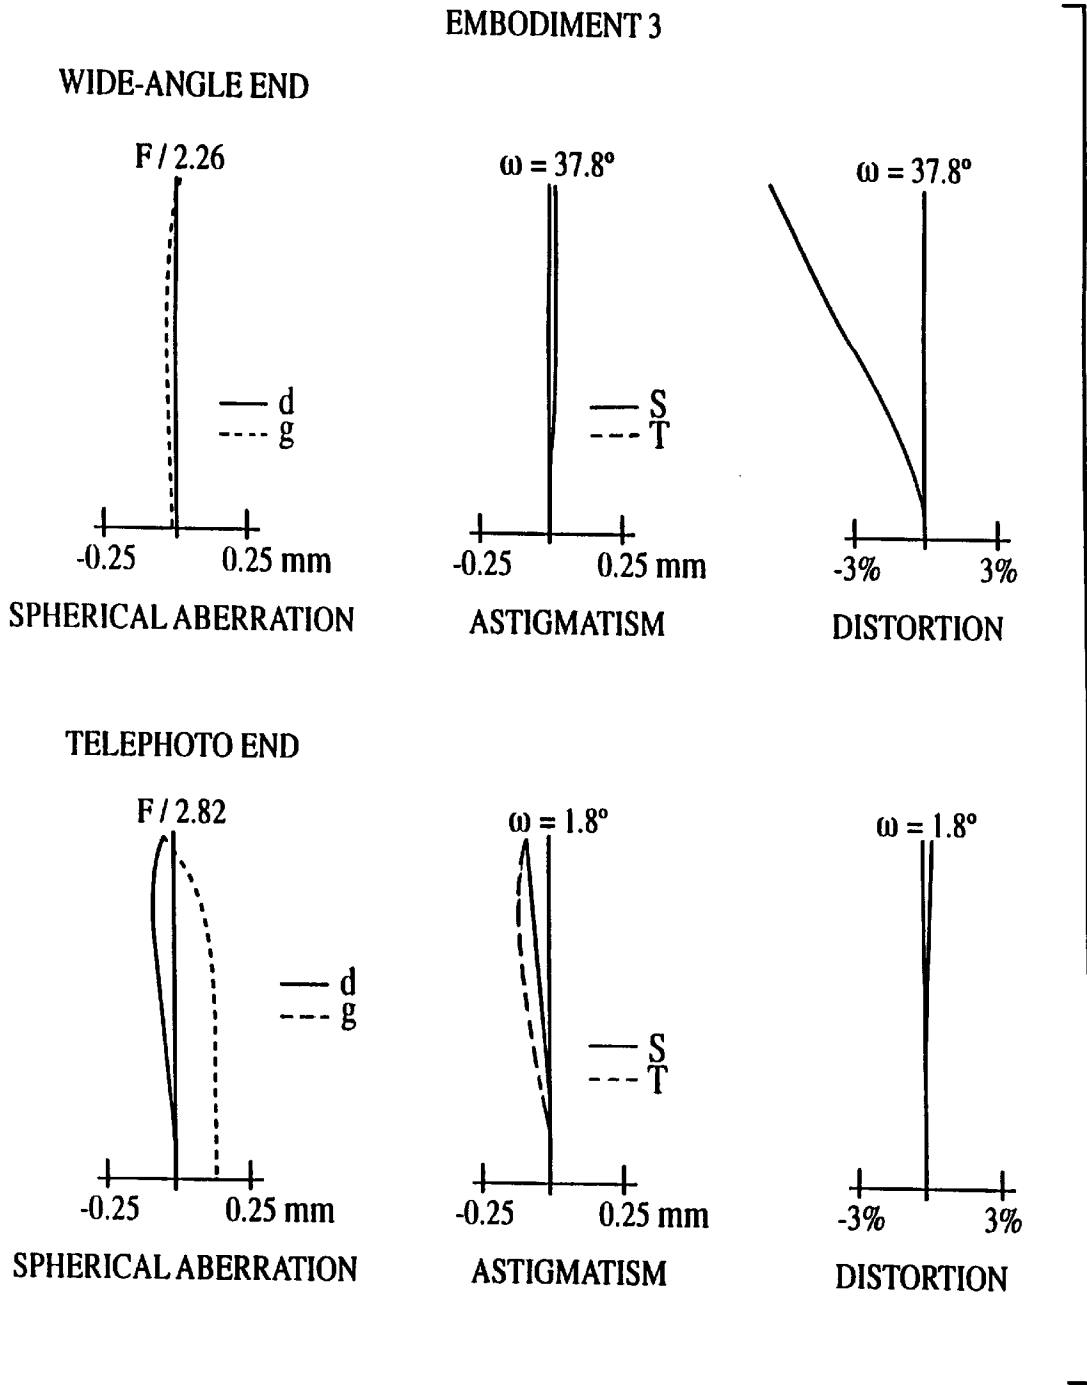 EMBODIMENT 3
WIDE-ANGLE END
F / 2.26
d
g
-0.25 0.25 mm
SPHERICAL ABERRATION
ω = 37.8°
S
T
-0.25 0.25 mm
ASTIGMATISM
ω = 37.8°
-3% 3%
DISTORTION
TELEPHOTO END
F / 2.82
d
g
-0.25 0.25 mm
SPHERICAL ABERRATION
ω = 1.8°
S
T
-0.25 0.25 mm
ASTIGMATISM
ω = 1.8°
-3% 3%
DISTORTION